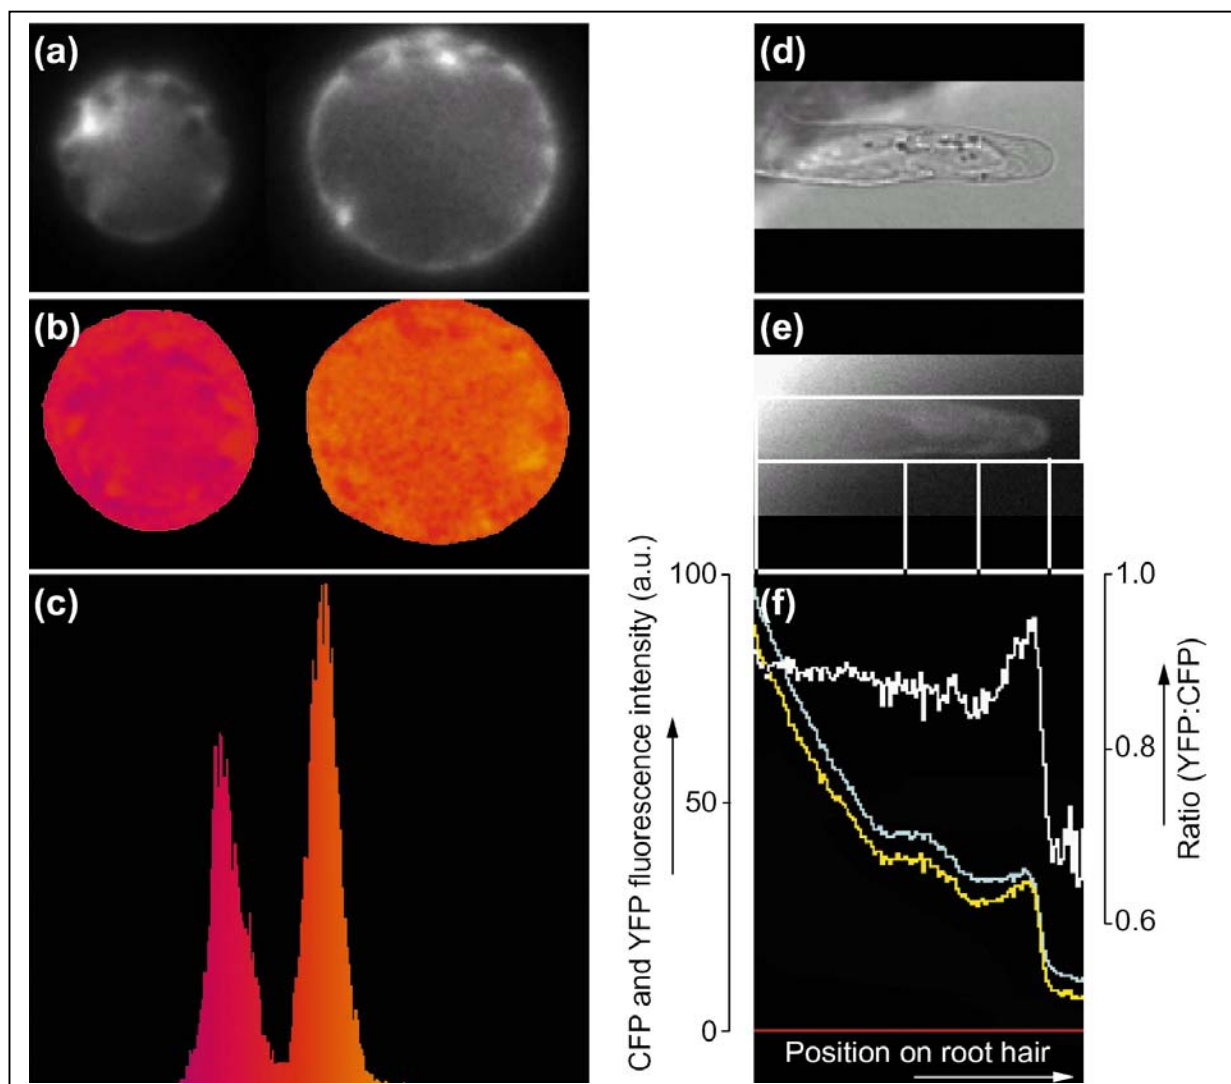 (a)
(b)
(c)
(d)
(e)
(f)
CFP and YFP fluorescence intensity (a.u.)
100
50
0
1.0
0.8
0.6
Ratio (YFP:CFP)
Position on root hair